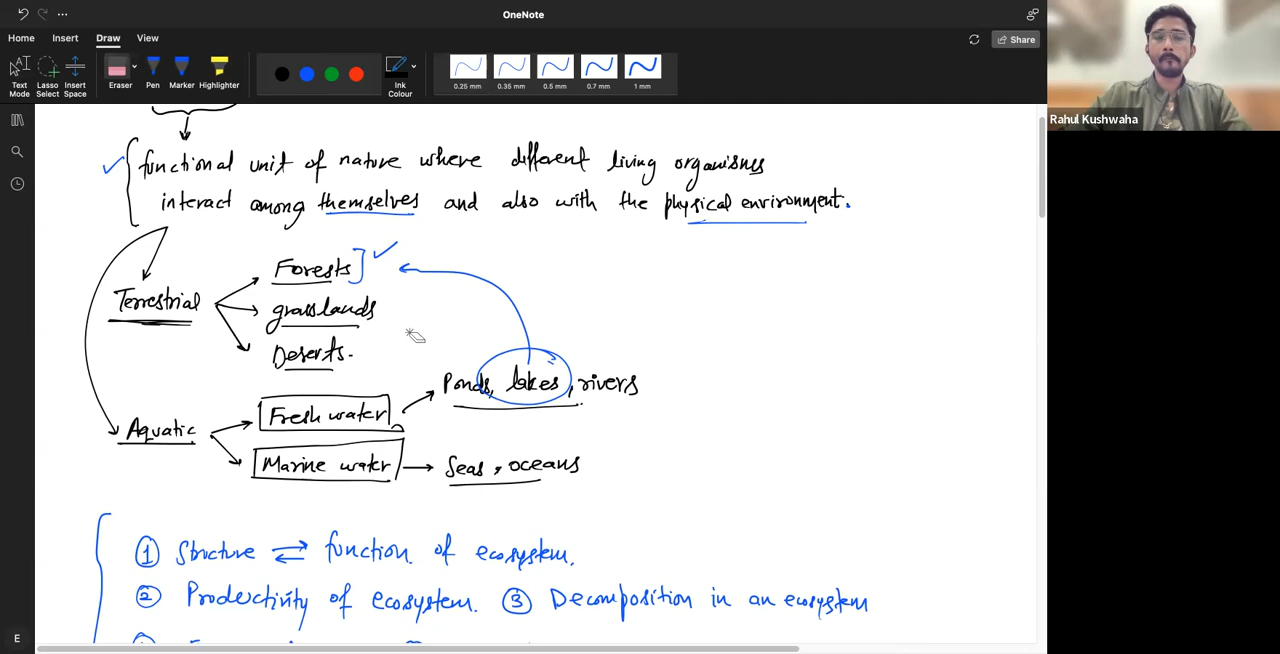 OneNote
Home Insert Draw View
Share
Text Mode
Lasso Select
Insert Space
Eraser
Pen
Marker
Highlighter
Ink Colour
0.25 mm
0.35 mm
0.5 mm
0.7 mm
1 mm
Rahul Kushwaha
functional unit of nature where different living organisms
interact among themselves and also with the physical environment.
Terrestrial
Forests
grasslands
Deserts.
Aquatic
Fresh water
Ponds, lakes, rivers
Marine water
Seas, oceans
① Structure ⇌ function of ecosystem.
② Productivity of ecosystem. ③ Decomposition in an ecosystem
E